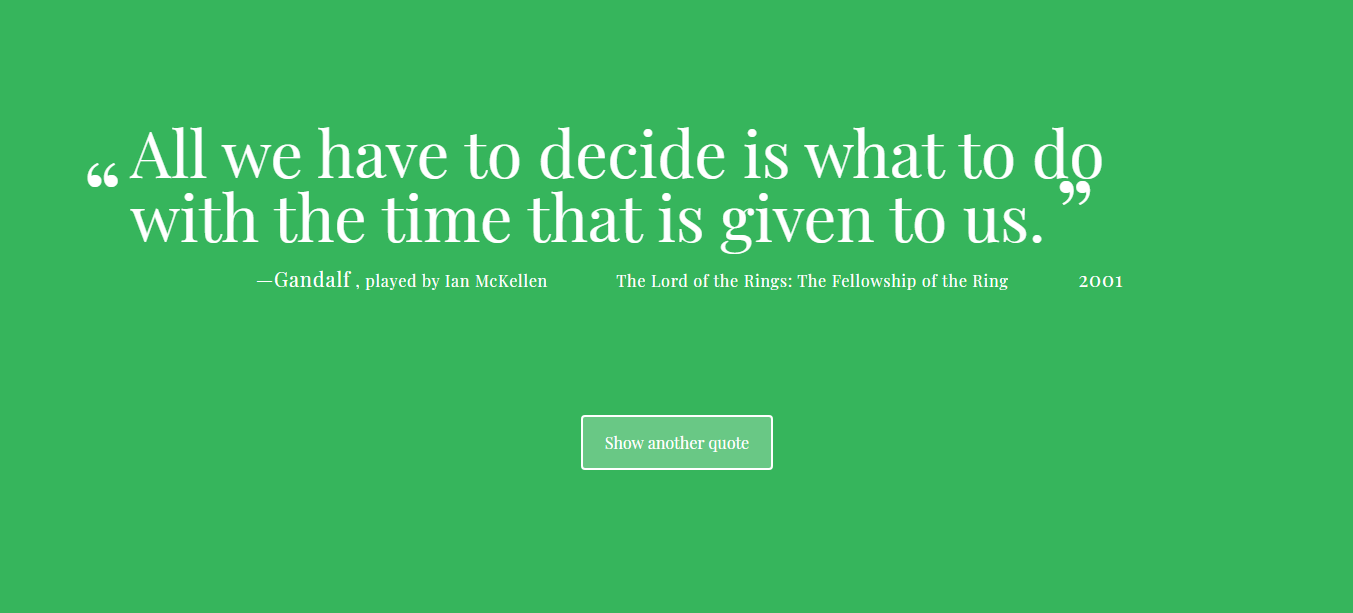 “ All we have to decide is what to do
with the time that is given to us. ”
—Gandalf , played by Ian McKellen The Lord of the Rings: The Fellowship of the Ring 2001
Show another quote